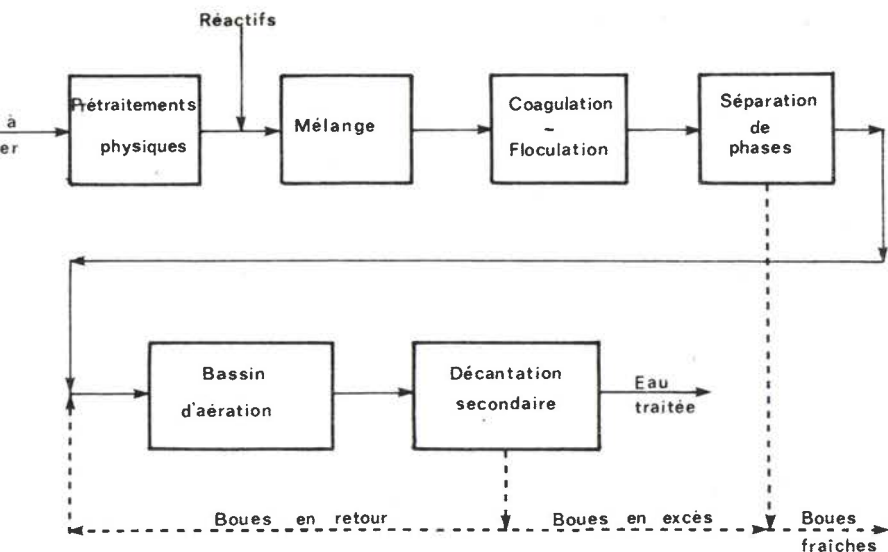 Réactifs
à
er
Prétraitements
physiques
Mélange
Coagulation
-
Floculation
Séparation
de
phases
Bassin
d'aération
Décantation
secondaire
Eau
traitée
Boues en retour
Boues en excès
Boues
fraîches